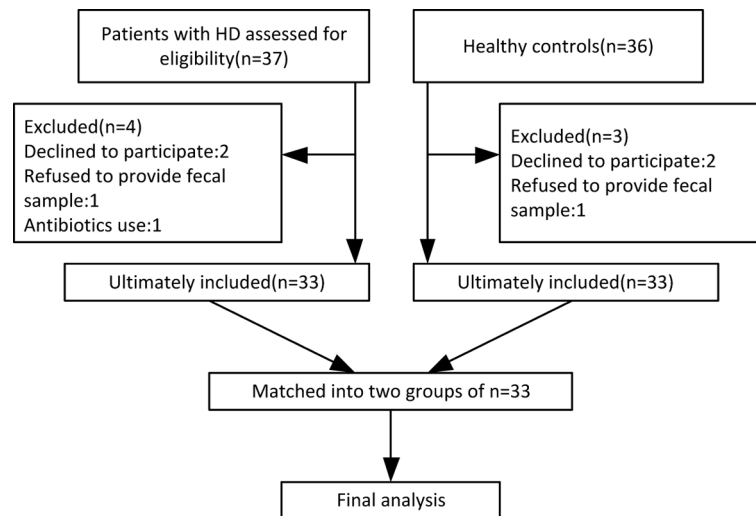 Patients with HD assessed for
eligibility(n=37)
Healthy controls(n=36)
Excluded(n=4)
Declined to participate:2
Refused to provide fecal
sample:1
Antibiotics use:1
Excluded(n=3)
Declined to participate:2
Refused to provide fecal
sample:1
Ultimately included(n=33)
Ultimately included(n=33)
Matched into two groups of n=33
Final analysis